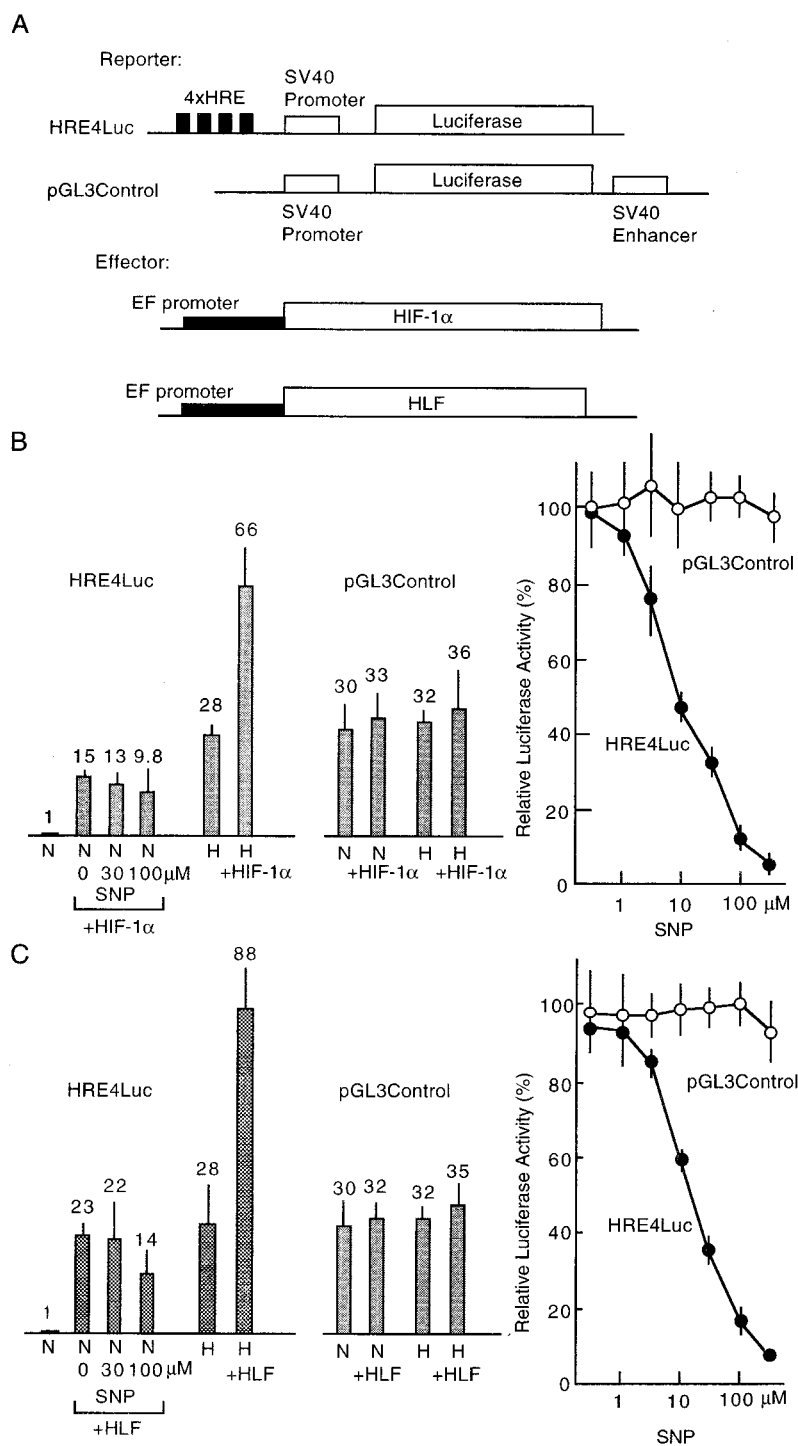 A
Reporter:
SV40
Promoter
4xHRE
HRE4Luc
Luciferase
pGL3Control
Luciferase
SV40
Promoter
SV40
Enhancer
Effector:
EF promoter
HIF-1α
EF promoter
HLF
B
HRE4Luc
66
28
15 13 9.8
1
N N N N H H
0 30 100 μM
SNP
+HIF-1α
+HIF-1α
pGL3Control
30 33 32 36
N N H H
+HIF-1α +HIF-1α
Relative Luciferase Activity (%)
100
80
60
40
20
0
pGL3Control
HRE4Luc
1 10 100 μM
SNP
C
HRE4Luc
88
28
23 22 14
1
N N N N H H
0 30 100 μM
SNP
+HLF
+HLF
pGL3Control
30 32 32 35
N N H H
+HLF +HLF
Relative Luciferase Activity (%)
100
80
60
40
20
0
pGL3Control
HRE4Luc
1 10 100 μM
SNP